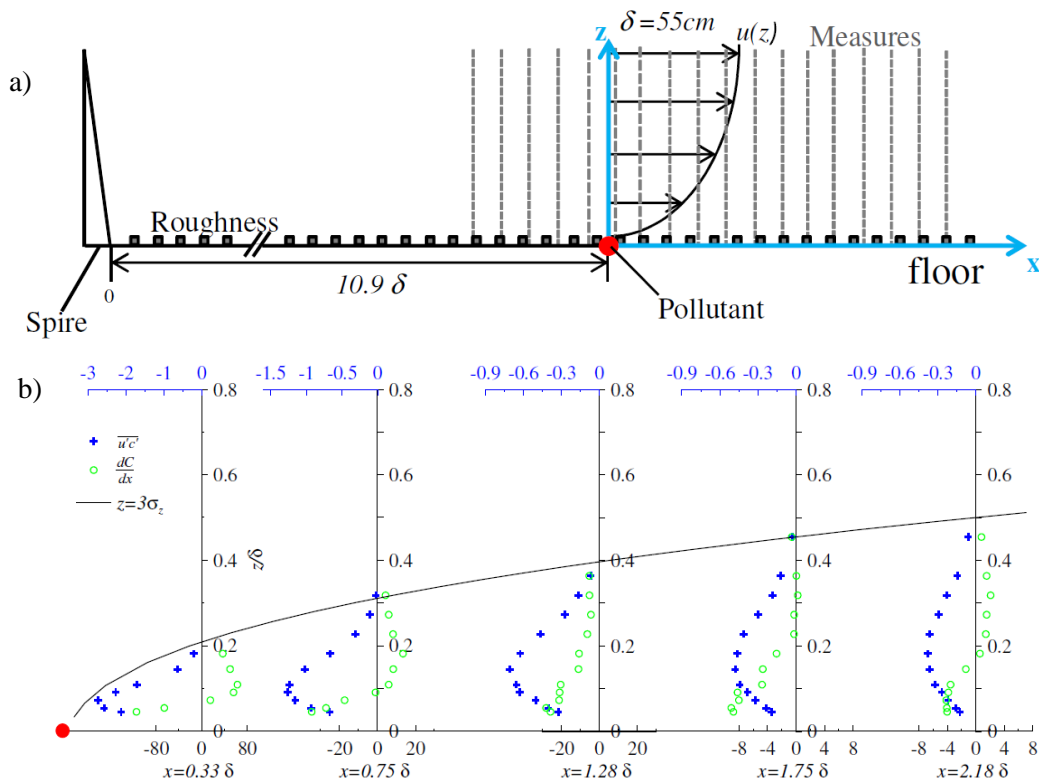 a)
z
δ =55cm
u(z)
Measures
Roughness
10.9 δ
0
Spire
Pollutant
floor
x
b)
-3 -2 -1 0 0.8
-1.5 -1 -0.5 0 0.8
-0.9 -0.6 -0.3 0 0.8
-0.9 -0.6 -0.3 0 0.8
-0.9 -0.6 -0.3 0 0.8
u'c'
dC
dx
z=3σz
z/δ
0.6 0.6 0.6 0.6 0.6
0.4 0.4 0.4 0.4 0.4
0.2 0.2 0.2 0.2 0.2
0 0 0 0 0
-80 0 80
-20 0 20
-20 0 20
-8 -4 0 4 8
-8 -4 0 4 8
x=0.33 δ
x=0.75 δ
x=1.28 δ
x=1.75 δ
x=2.18 δ